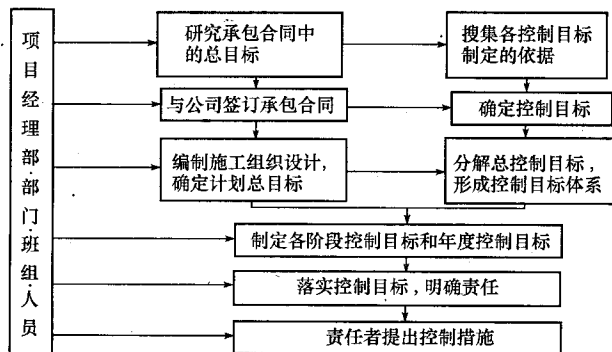 项目经理部·部门·班组·人员
研究承包合同中
的总目标
搜集各控制目标
制定的依据
与公司签订承包合同
确定控制目标
编制施工组织设计,
确定计划总目标
分解总控制目标,
形成控制目标体系
制定各阶段控制目标和年度控制目标
落实控制目标,明确责任
责任者提出控制措施